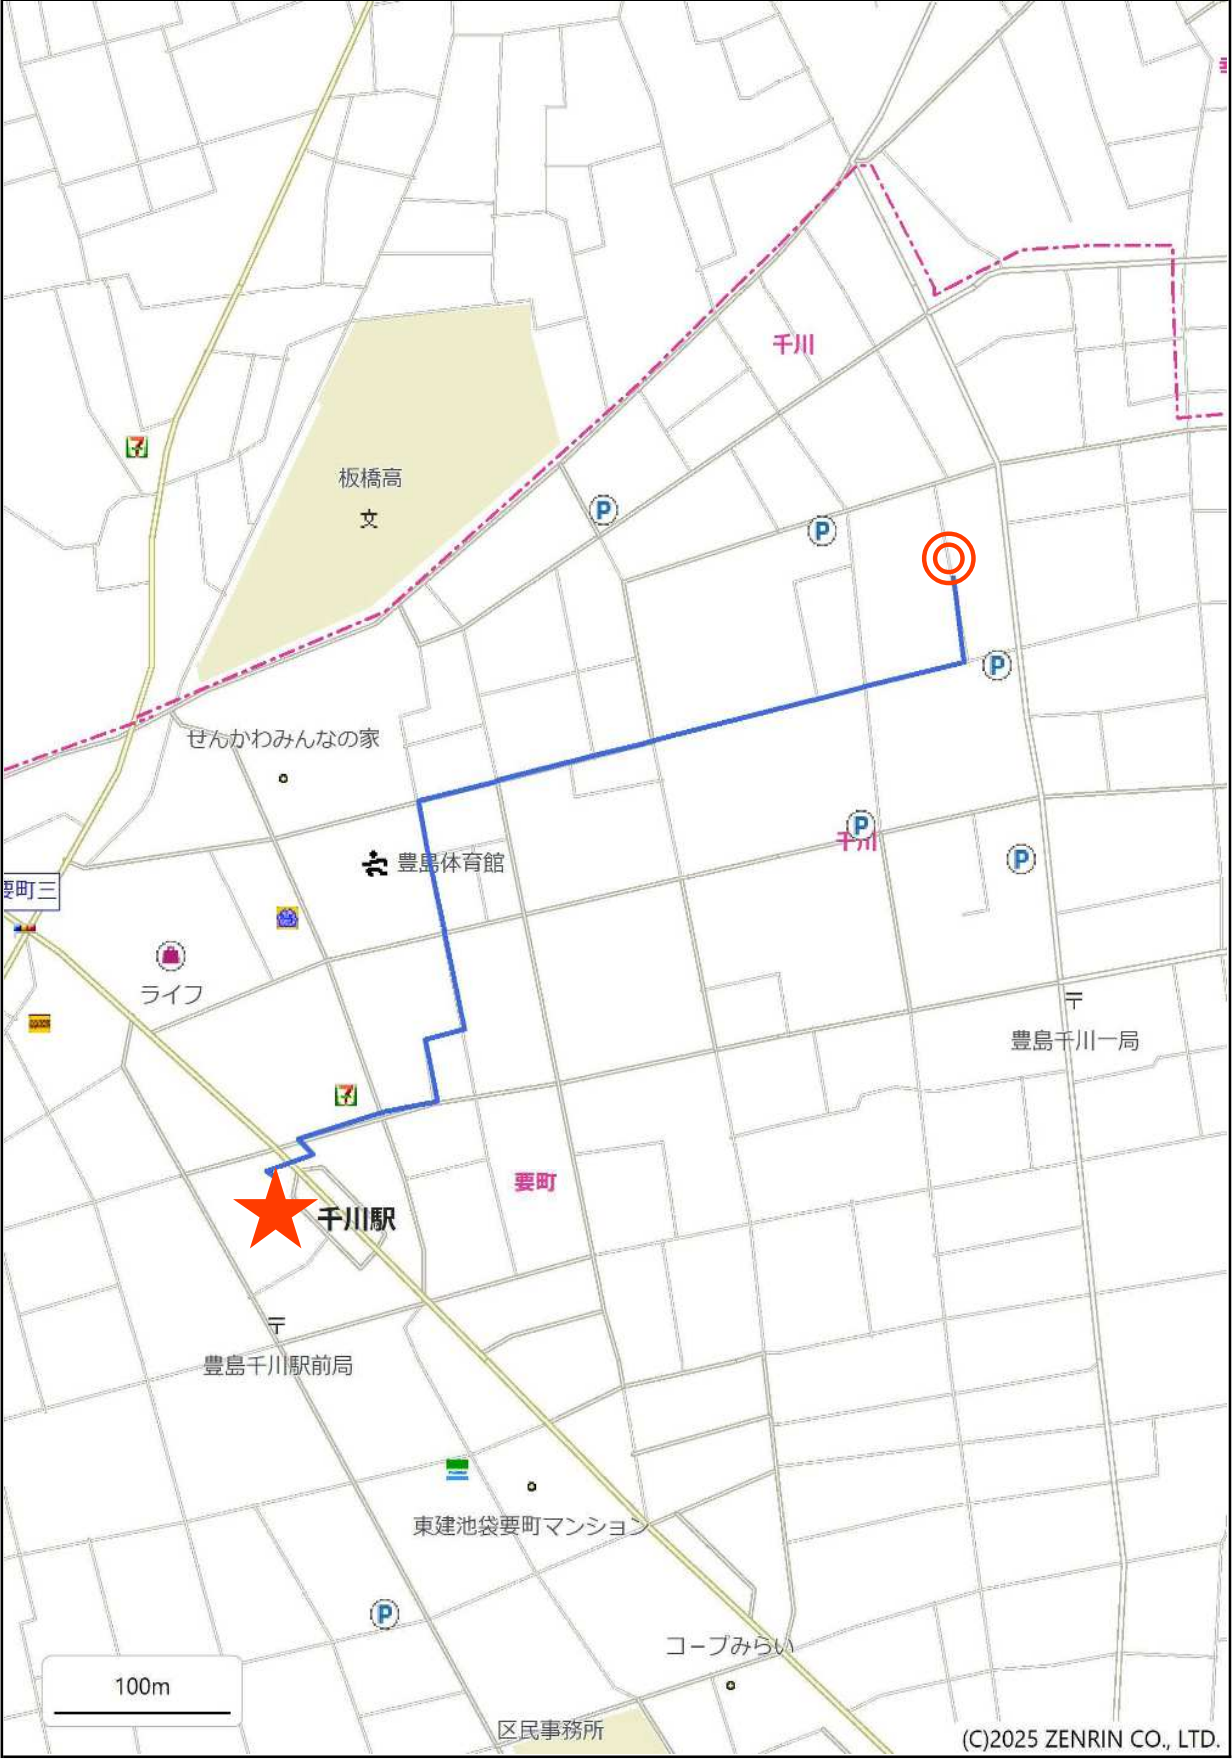 千川
7
板橋高
文
P
P
P
せんかわみんなの家
千川
P
豊島体育館
P
要町三
ライフ
〒
豊島千川一局
7
要町
千川駅
〒
豊島千川駅前局
東建池袋要町マンション
P
コープみらい
100m
区民事務所
(C)2025 ZENRIN CO., LTD.